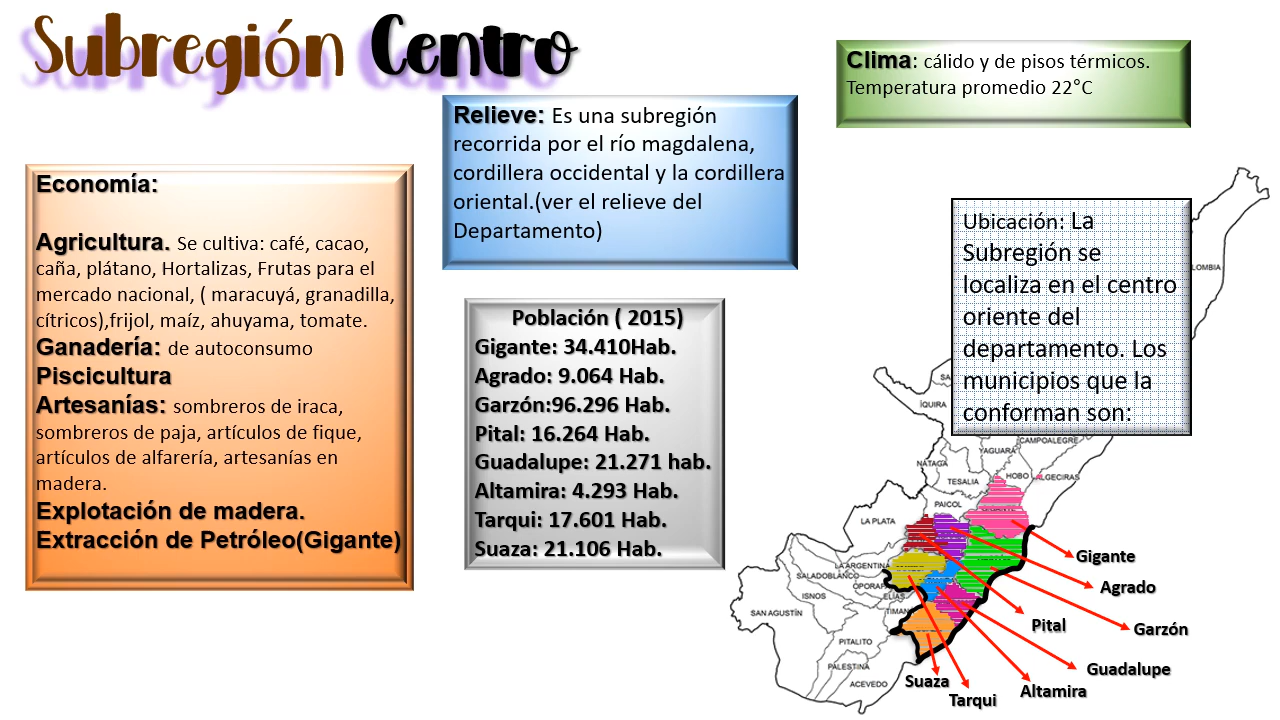 Subregión Centro
Clima: cálido y de pisos térmicos.
Temperatura promedio 22°C
Relieve: Es una subregión
recorrida por el río magdalena,
cordillera occidental y la cordillera
oriental.(ver el relieve del
Departamento)
Economía:
Agricultura. Se cultiva: café, cacao,
caña, plátano, Hortalizas, Frutas para el
mercado nacional, ( maracuyá, granadilla,
cítricos),frijol, maíz, ahuyama, tomate.
Ganadería: de autoconsumo
Piscicultura
Artesanías: sombreros de iraca,
sombreros de paja, artículos de fique,
artículos de alfarería, artesanías en
madera.
Explotación de madera.
Extracción de Petróleo(Gigante)
Población ( 2015)
Gigante: 34.410Hab.
Agrado: 9.064 Hab.
Garzón:96.296 Hab.
Pital: 16.264 Hab.
Guadalupe: 21.271 hab.
Altamira: 4.293 Hab.
Tarqui: 17.601 Hab.
Suaza: 21.106 Hab.
Ubicación: La
Subregión se
localiza en el centro
oriente del
departamento. Los
municipios que la
conforman son:
LOMBIA
SA
ÍQUIRA
CAMPOALEGRE
YAGUARÁ
NÁTAGA
TESALIA
HOBO
ALGECIRAS
PAICOL
LA PLATA
LA ARGENTINA
SALADOBLANCO
OPORAPA
ISNOS
ELÍAS
TIMANÁ
SAN AGUSTÍN
PITALITO
PALESTINA
ACEVEDO
Gigante
Agrado
Pital
Garzón
Guadalupe
Suaza
Tarqui
Altamira